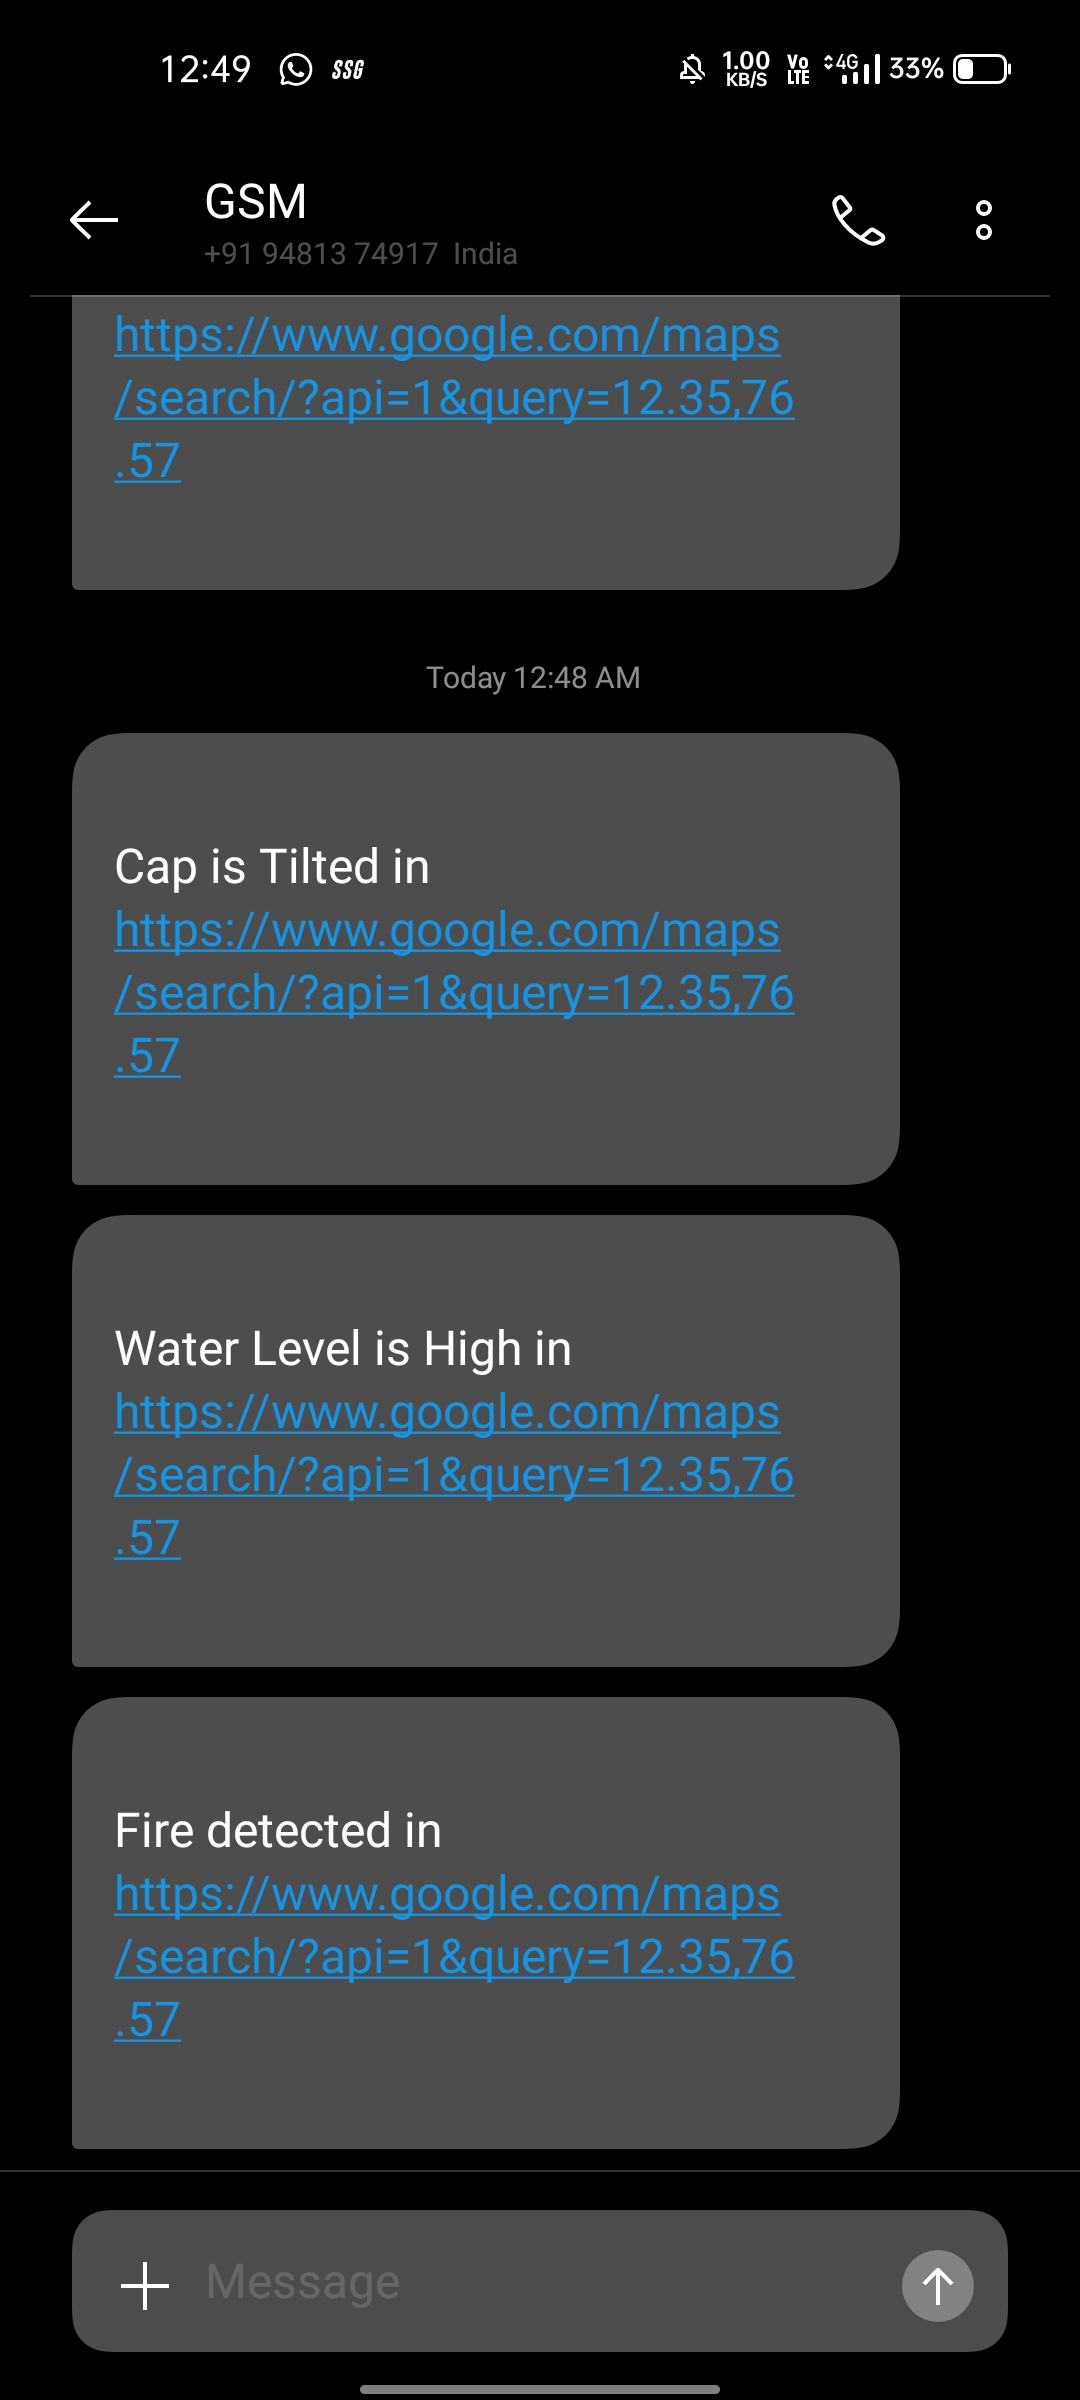 12:49 SSG 1.00 KB/S Vo LTE 4G 33%
GSM
+91 94813 74917 India
https://www.google.com/maps
/search/?api=1&query=12.35,76
.57
Today 12:48 AM
Cap is Tilted in
https://www.google.com/maps
/search/?api=1&query=12.35,76
.57
Water Level is High in
https://www.google.com/maps
/search/?api=1&query=12.35,76
.57
Fire detected in
https://www.google.com/maps
/search/?api=1&query=12.35,76
.57
Message